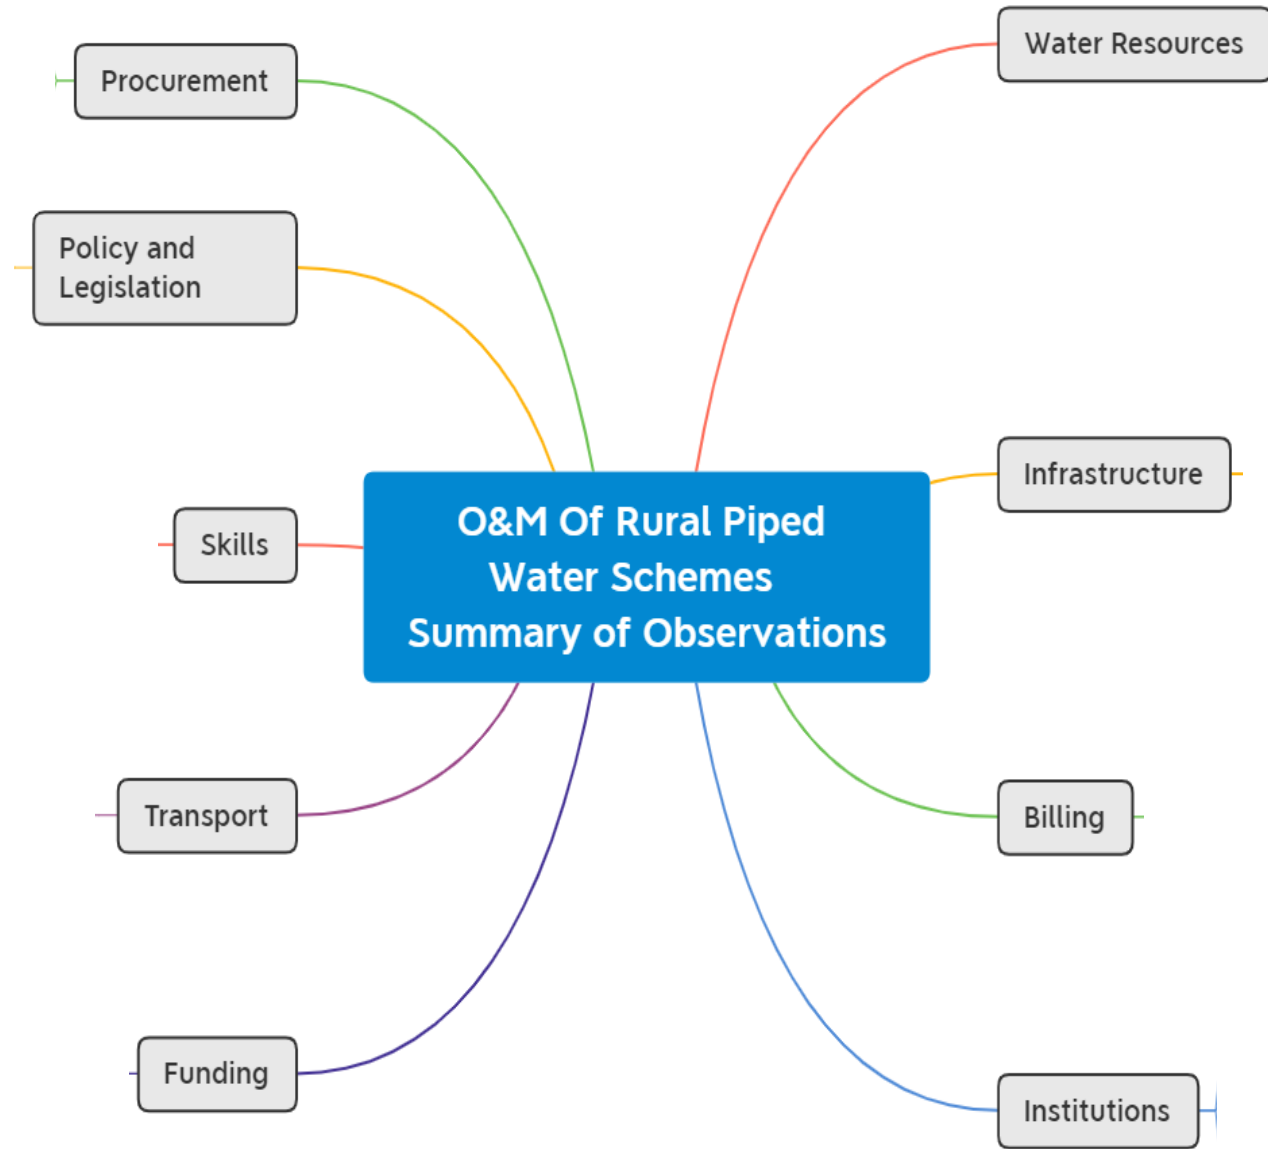 Procurement
Policy and
Legislation
Skills
Transport
Funding
O&M Of Rural Piped
Water Schemes
Summary of Observations
Water Resources
Infrastructure
Billing
Institutions